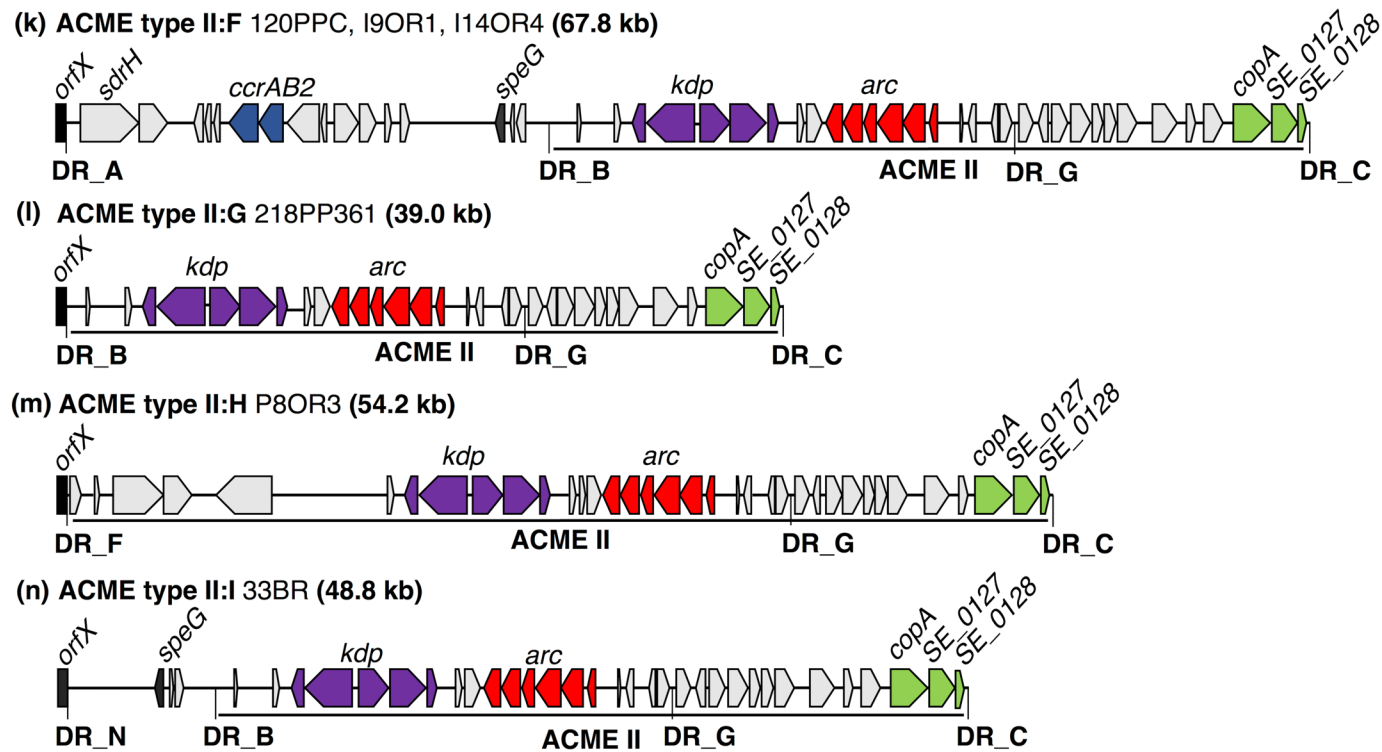 (k) ACME type II:F 120PPC, I9OR1, I14OR4 (67.8 kb)
orfX sdrH ccrAB2 speG kdp arc copA SE_0127 SE_0128
DR_A DR_B ACME II DR_G DR_C
(l) ACME type II:G 218PP361 (39.0 kb)
orfX kdp arc copA SE_0127 SE_0128
DR_B ACME II DR_G DR_C
(m) ACME type II:H P8OR3 (54.2 kb)
orfX kdp arc copA SE_0127 SE_0128
DR_F ACME II DR_G DR_C
(n) ACME type II:I 33BR (48.8 kb)
orfX speG kdp arc copA SE_0127 SE_0128
DR_N DR_B ACME II DR_G DR_C